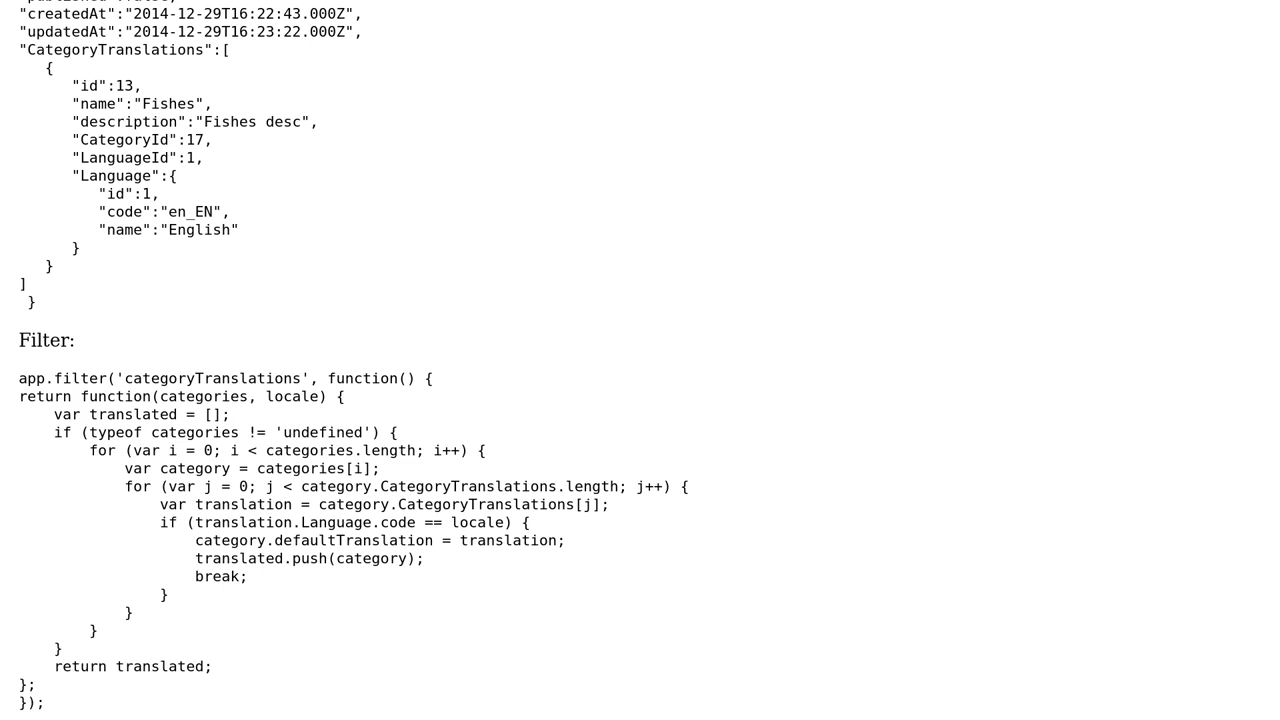 "createdAt":"2014-12-29T16:22:43.000Z",
"updatedAt":"2014-12-29T16:23:22.000Z",
"CategoryTranslations":[
   {
      "id":13,
      "name":"Fishes",
      "description":"Fishes desc",
      "CategoryId":17,
      "LanguageId":1,
      "Language":{
         "id":1,
         "code":"en_EN",
         "name":"English"
      }
   }
]
 }
Filter:
app.filter('categoryTranslations', function() {
return function(categories, locale) {
    var translated = [];
    if (typeof categories != 'undefined') {
        for (var i = 0; i < categories.length; i++) {
            var category = categories[i];
            for (var j = 0; j < category.CategoryTranslations.length; j++) {
                var translation = category.CategoryTranslations[j];
                if (translation.Language.code == locale) {
                    category.defaultTranslation = translation;
                    translated.push(category);
                    break;
                }
            }
        }
    }
    return translated;
};
});